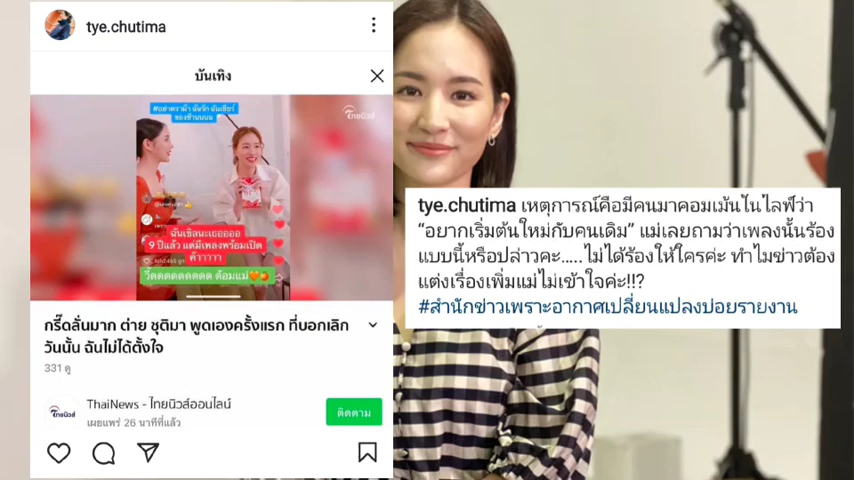 tye.chutima
บันเทิง
ไทยนิวส์
ฉันเชิลนะเธอออออ
9 ปีแล้ว แต่มีเพลงพร้อมเปิด
ค้าาาาา
วี้ดดดดดดดดด ด้อมแม่🧡🍊
กรี๊ดลั่นมาก ต่าย ชุติมา พูดเองครั้งแรก ที่บอกเลิก
วันนั้น ฉันไม่ได้ตั้งใจ
331 ดู
ไทยนิวส์
ThaiNews - ไทยนิวส์ออนไลน์
เผยแพร่ 26 นาทีที่แล้ว
ติดตาม
tye.chutima เหตุการณ์คือมีคนมาคอมเม้นในไลฟ์ว่า
“อยากเริ่มต้นใหม่กับคนเดิม” แม่เลยถามว่าเพลงนั้นร้อง
แบบนี้หรือปล่าวคะ..... ไม่ได้ร้องให้ใครค่ะ ทำไมข่าวต้อง
แต่งเรื่องเพิ่มแม่ไม่เข้าใจค่ะ!!?
#สำนักข่าวเพราะอากาศเปลี่ยนแปลงบ่อยรายงาน